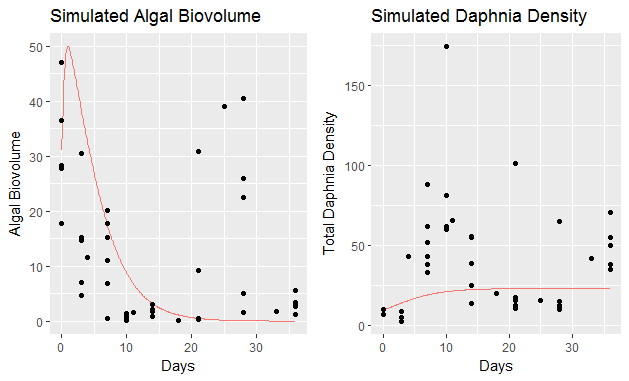 Simulated Algal Biovolume
Algal Biovolume
50
40
30
20
10
0
0 10 20 30
Days
Simulated Daphnia Density
Total Daphnia Density
150
100
50
0
0 10 20 30
Days